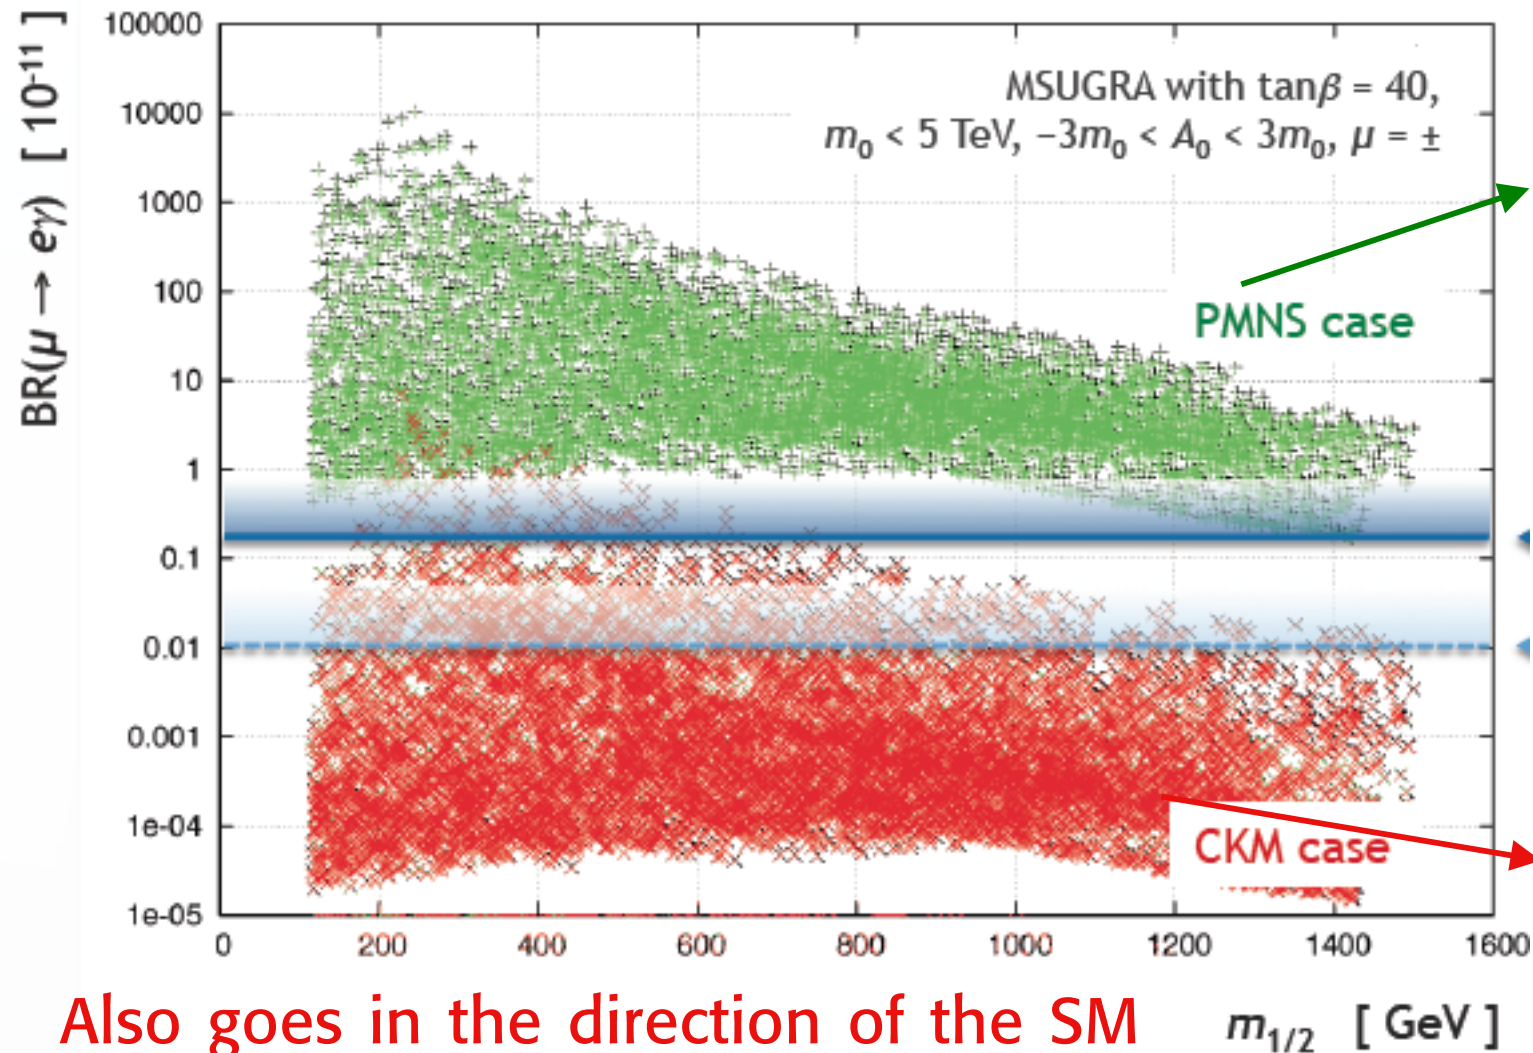 BR(μ → eγ) [ 10⁻¹¹ ]
100000
10000
1000
100
10
1
0.1
0.01
0.001
1e-04
1e-05
MSUGRA with tanβ = 40,
m₀ < 5 TeV, −3m₀ < A₀ < 3m₀, μ = ±
PMNS case
CKM case
0 200 400 600 800 1000 1200 1400 1600
m₁/₂ [ GeV ]
Also goes in the direction of the SM